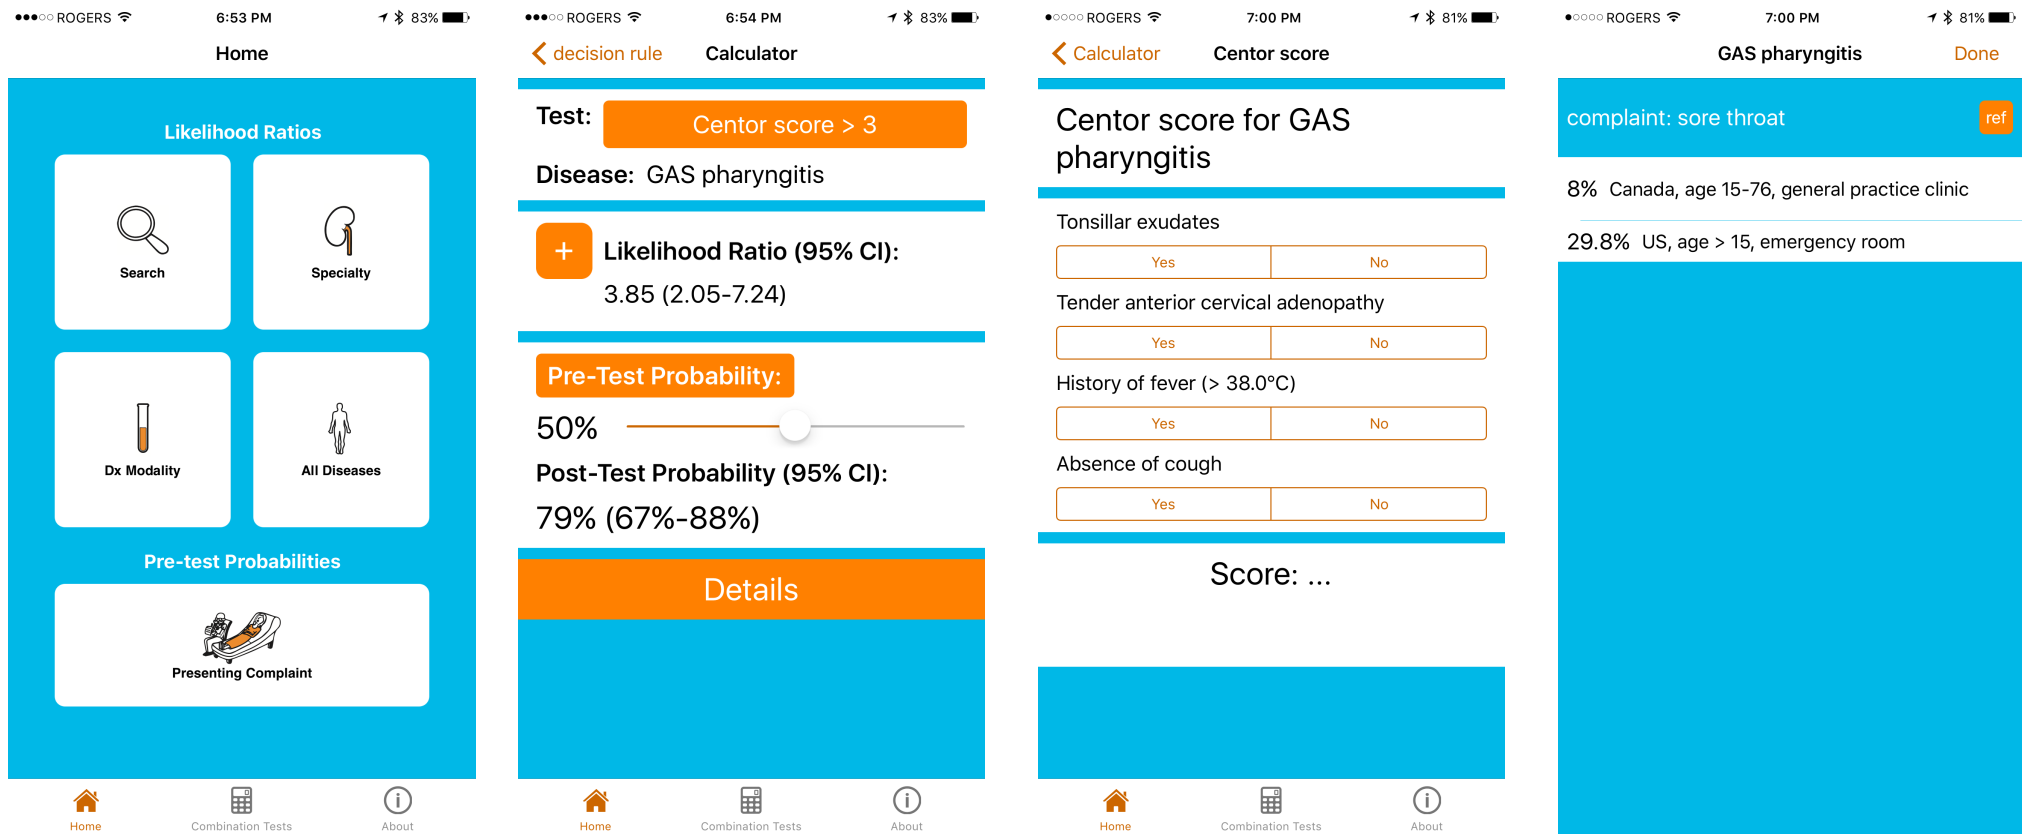 ROGERS 6:53 PM 83%
Home
Likelihood Ratios
Search Specialty
Dx Modality All Diseases
Pre-test Probabilities
Presenting Complaint
Home Combination Tests About
ROGERS 6:54 PM 83%
decision rule Calculator
Test: Centor score > 3
Disease: GAS pharyngitis
+ Likelihood Ratio (95% CI):
3.85 (2.05-7.24)
Pre-Test Probability:
50%
Post-Test Probability (95% CI):
79% (67%-88%)
Details
Home Combination Tests About
ROGERS 7:00 PM 81%
Calculator Centor score
Centor score for GAS
pharyngitis
Tonsillar exudates
Yes No
Tender anterior cervical adenopathy
Yes No
History of fever (> 38.0°C)
Yes No
Absence of cough
Yes No
Score: ...
Home Combination Tests About
ROGERS 7:00 PM 81%
GAS pharyngitis Done
complaint: sore throat ref
8% Canada, age 15-76, general practice clinic
29.8% US, age > 15, emergency room